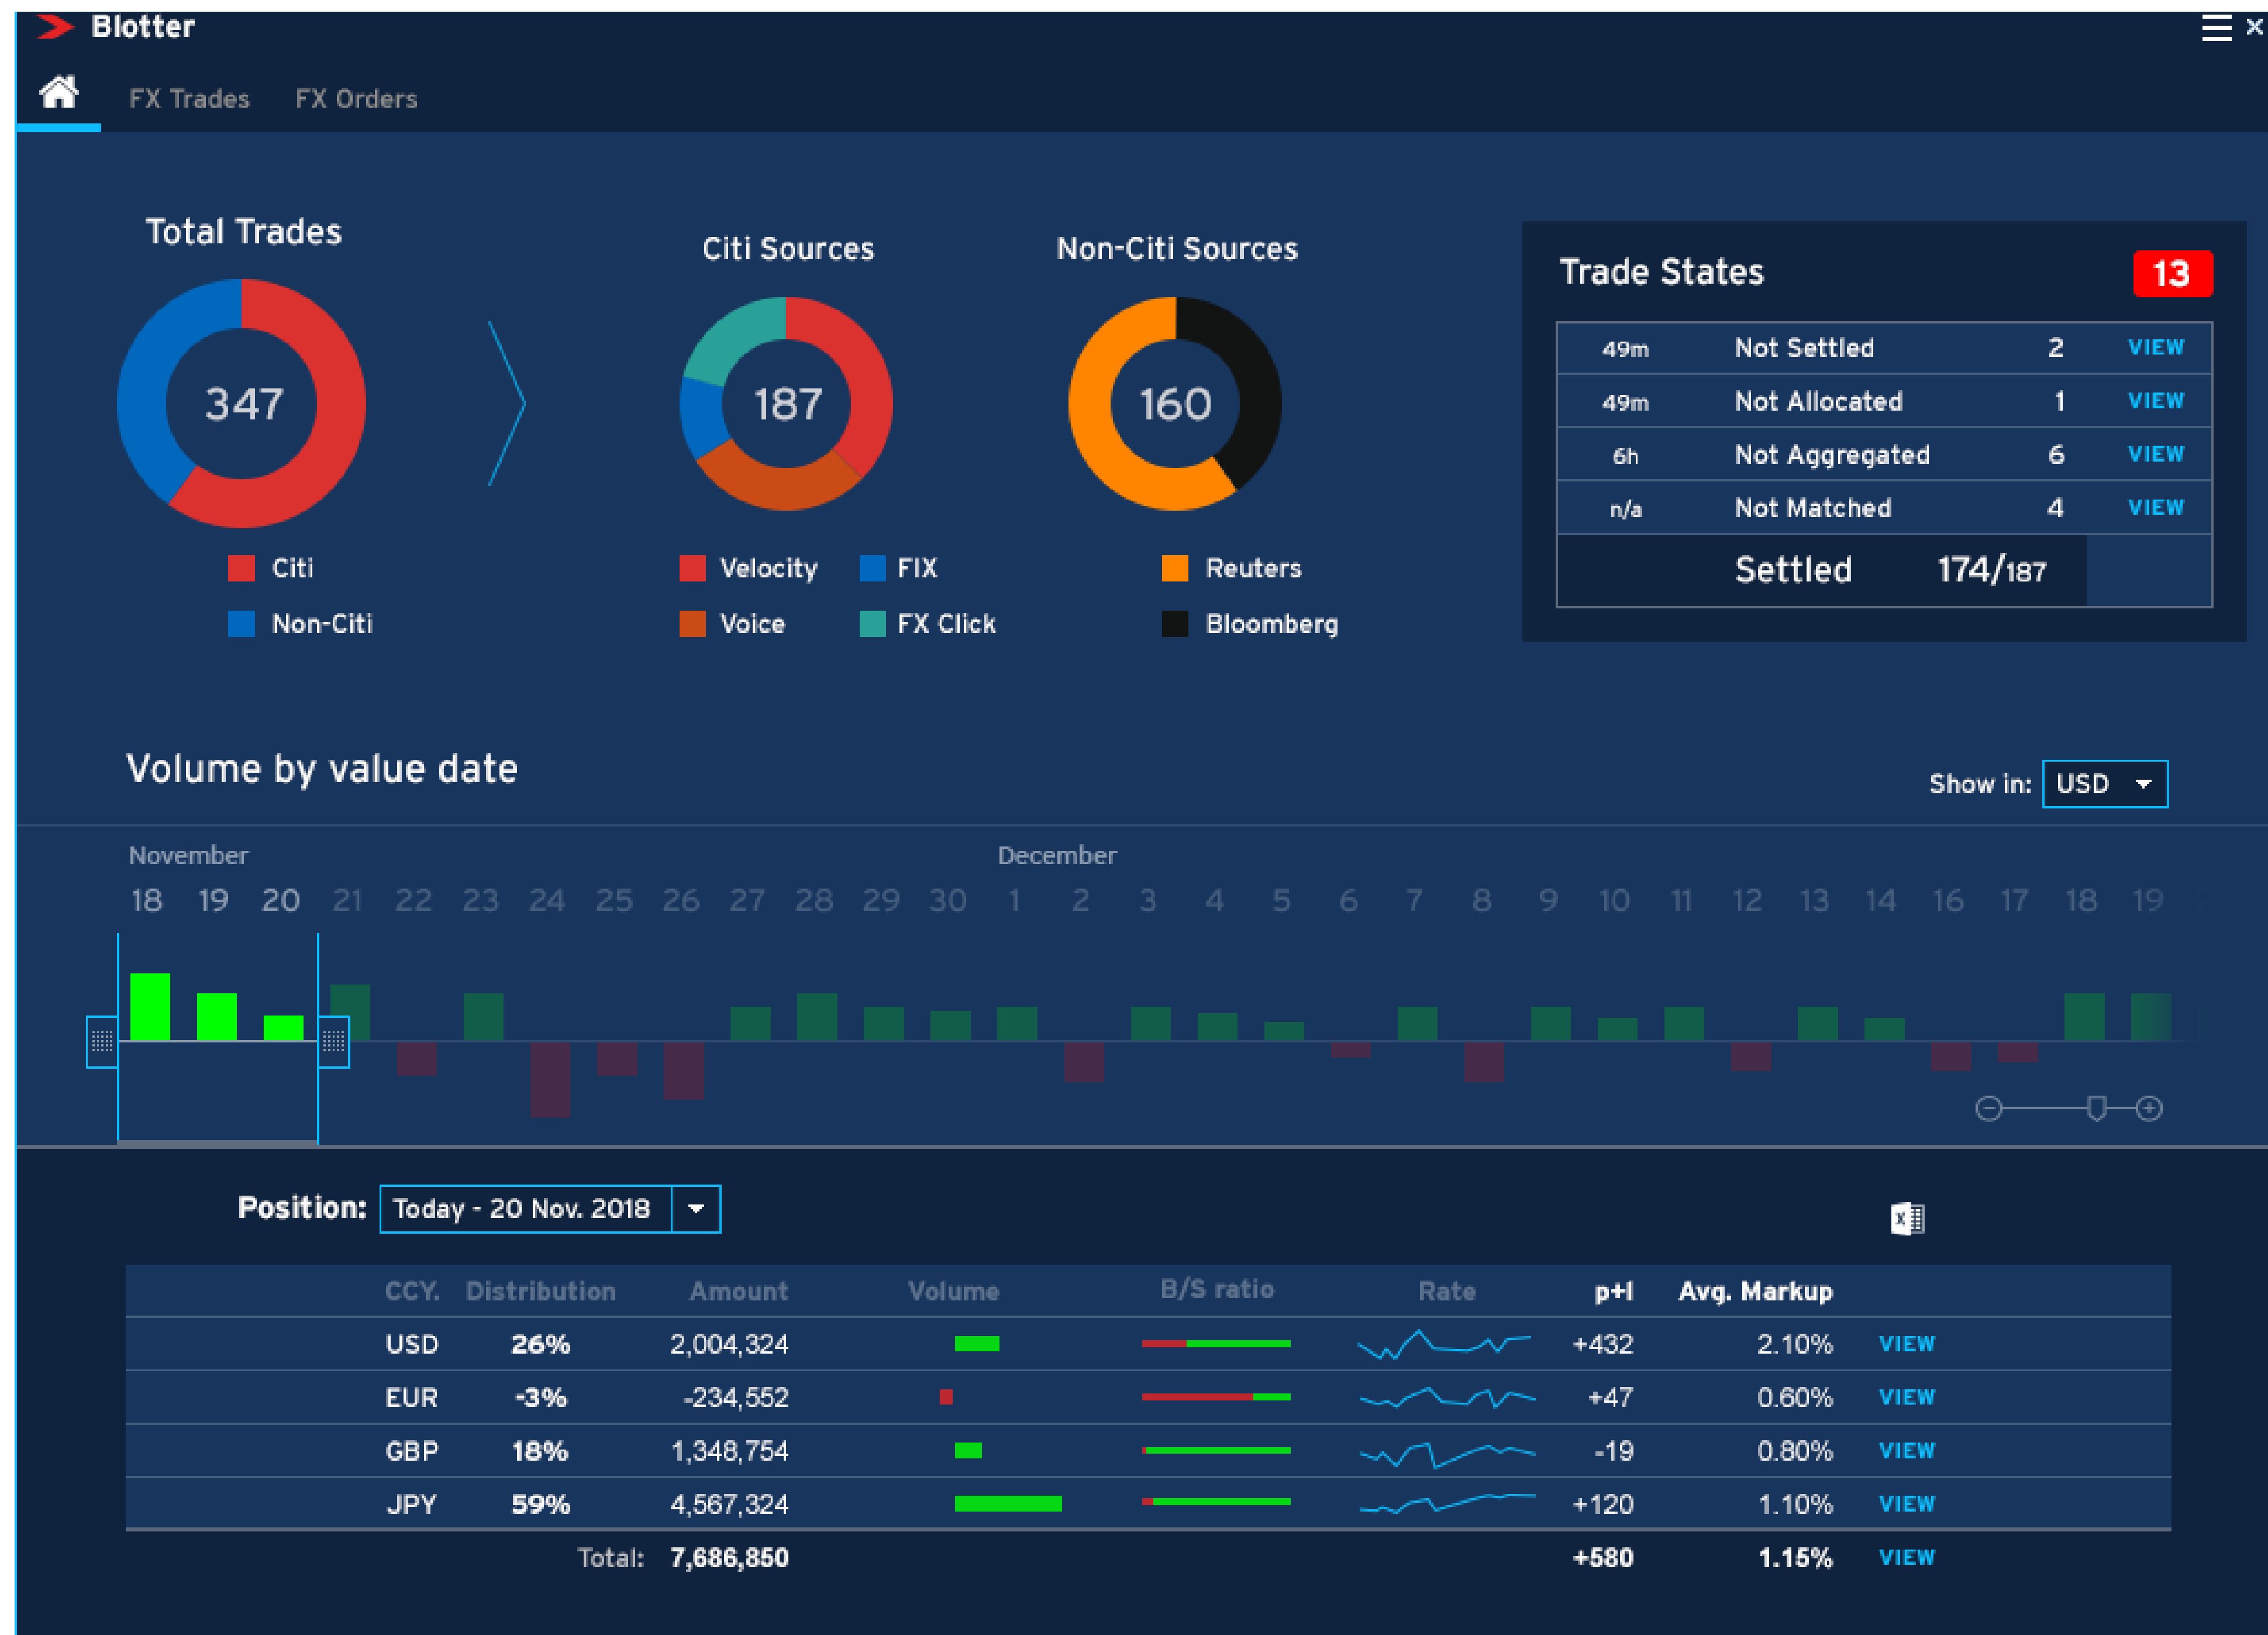 Blotter
FX Trades FX Orders
Total Trades
347
Citi
Non-Citi
Citi Sources
187
Velocity FIX
Voice FX Click
Non-Citi Sources
160
Reuters
Bloomberg
Trade States 13
49m Not Settled 2 VIEW
49m Not Allocated 1 VIEW
6h Not Aggregated 6 VIEW
n/a Not Matched 4 VIEW
Settled 174/187
Volume by value date
Show in: USD
November December
18 19 20 21 22 23 24 25 26 27 28 29 30 1 2 3 4 5 6 7 8 9 10 11 12 13 14 16 17 18 19
Position: Today - 20 Nov. 2018
CCY. Distribution Amount Volume B/S ratio Rate p+l Avg. Markup
USD 26% 2,004,324 +432 2.10% VIEW
EUR -3% -234,552 +47 0.60% VIEW
GBP 18% 1,348,754 -19 0.80% VIEW
JPY 59% 4,567,324 +120 1.10% VIEW
Total: 7,686,850 +580 1.15% VIEW